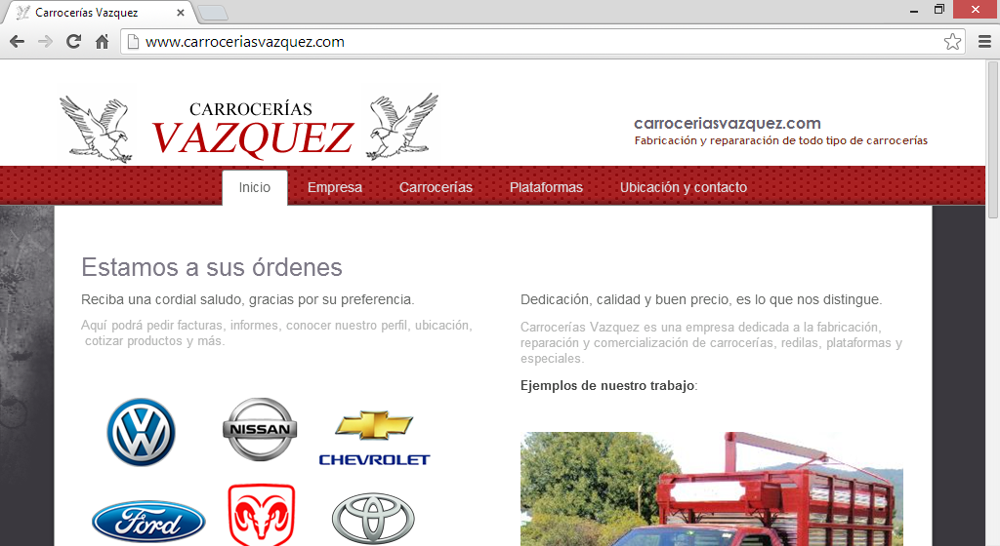 Carrocerías Vazquez
www.carroceriasvazquez.com
CARROCERÍAS
VAZQUEZ
carroceriasvazquez.com
Fabricación y repararación de todo tipo de carrocerías
Inicio Empresa Carrocerías Plataformas Ubicación y contacto
Estamos a sus órdenes
Reciba una cordial saludo, gracias por su preferencia.
Aquí podrá pedir facturas, informes, conocer nuestro perfil, ubicación,
cotizar productos y más.
Dedicación, calidad y buen precio, es lo que nos distingue.
Carrocerías Vazquez es una empresa dedicada a la fabricación,
reparación y comercialización de carrocerías, redilas, plataformas y
especiales.
Ejemplos de nuestro trabajo:
VW
NISSAN
CHEVROLET
Ford